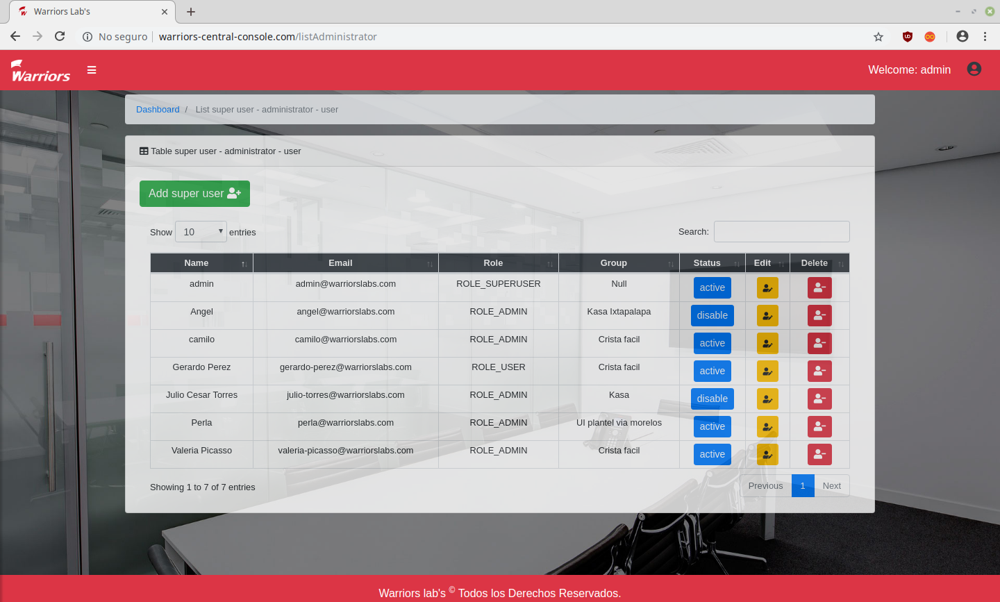 Warriors Lab's
No seguro warriors-central-console.com/listAdministrator
Warriors
Welcome: admin
Dashboard / List super user - administrator - user
Table super user - administrator - user
Add super user
Show 10 entries Search:
Name Email Role Group Status Edit Delete
admin admin@warriorslabs.com ROLE_SUPERUSER Null active
Angel angel@warriorslabs.com ROLE_ADMIN Kasa Ixtapalapa disable
camilo camilo@warriorslabs.com ROLE_ADMIN Crista facil active
Gerardo Perez gerardo-perez@warriorslabs.com ROLE_USER Crista facil active
Julio Cesar Torres julio-torres@warriorslabs.com ROLE_ADMIN Kasa disable
Perla perla@warriorslabs.com ROLE_ADMIN UI plantel via morelos active
Valeria Picasso valeria-picasso@warriorslabs.com ROLE_ADMIN Crista facil active
Showing 1 to 7 of 7 entries Previous 1 Next
Warriors lab's © Todos los Derechos Reservados.